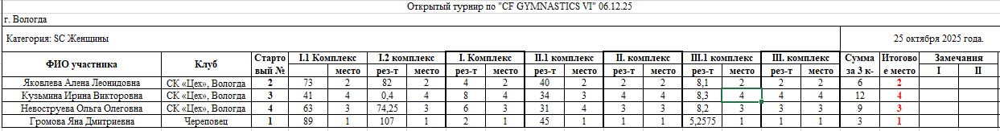 Открытый турнир по "CF GYMNASTICS VI" 06.12.25
г. Вологда
Категория: SC Женщины 25 октября 2025 года.
ФИО участника Клуб Старто вый № I.1 Комплекс I.2 комплекс I. Комплекс II.1 комплекс II. комплекс III.1 комплекс III. комплекс Сумма за 3 к- Итогово е место Замечания
рез-т место рез-т место рез-т место рез-т место рез-т место рез-т место рез-т место I II
Яковлева Алена Леонидовна СК «Цех», Вологда 2 73 2 82 2 4 2 40 2 2 2 8,1 2 2 2 6 2
Кузьмина Ирина Викторовна СК «Цех», Вологда 3 41 4 0,4 4 8 4 34 3 4 4 8,3 4 4 4 12 4
Невоструева Ольга Олеговна СК «Цех», Вологда 4 63 3 74,25 3 6 3 31 4 3 3 8,2 3 3 3 9 3
Громова Яна Дмитриевна Череповец 1 89 1 107 1 2 1 45 1 1 1 5,2575 1 1 1 3 1